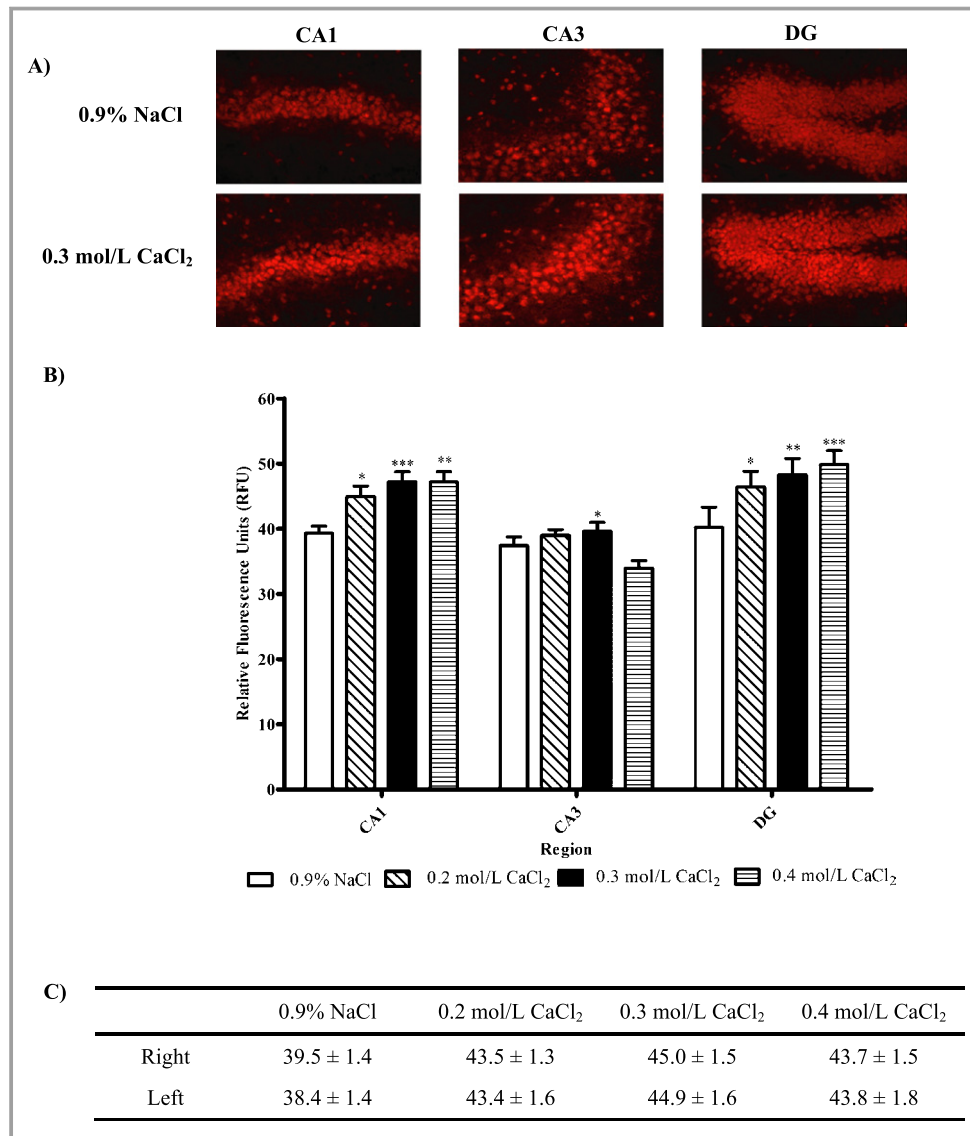 CA1 CA3 DG
A)
0.9% NaCl
0.3 mol/L CaCl₂
B)
60
50
40
30
20
10
0
Relative Fluorescence Units (RFU)
* *** **
*
* ** ***
CA1 CA3 DG
Region
0.9% NaCl 0.2 mol/L CaCl₂ 0.3 mol/L CaCl₂ 0.4 mol/L CaCl₂
C)
0.9% NaCl 0.2 mol/L CaCl₂ 0.3 mol/L CaCl₂ 0.4 mol/L CaCl₂
Right 39.5 ± 1.4 43.5 ± 1.3 45.0 ± 1.5 43.7 ± 1.5
Left 38.4 ± 1.4 43.4 ± 1.6 44.9 ± 1.6 43.8 ± 1.8